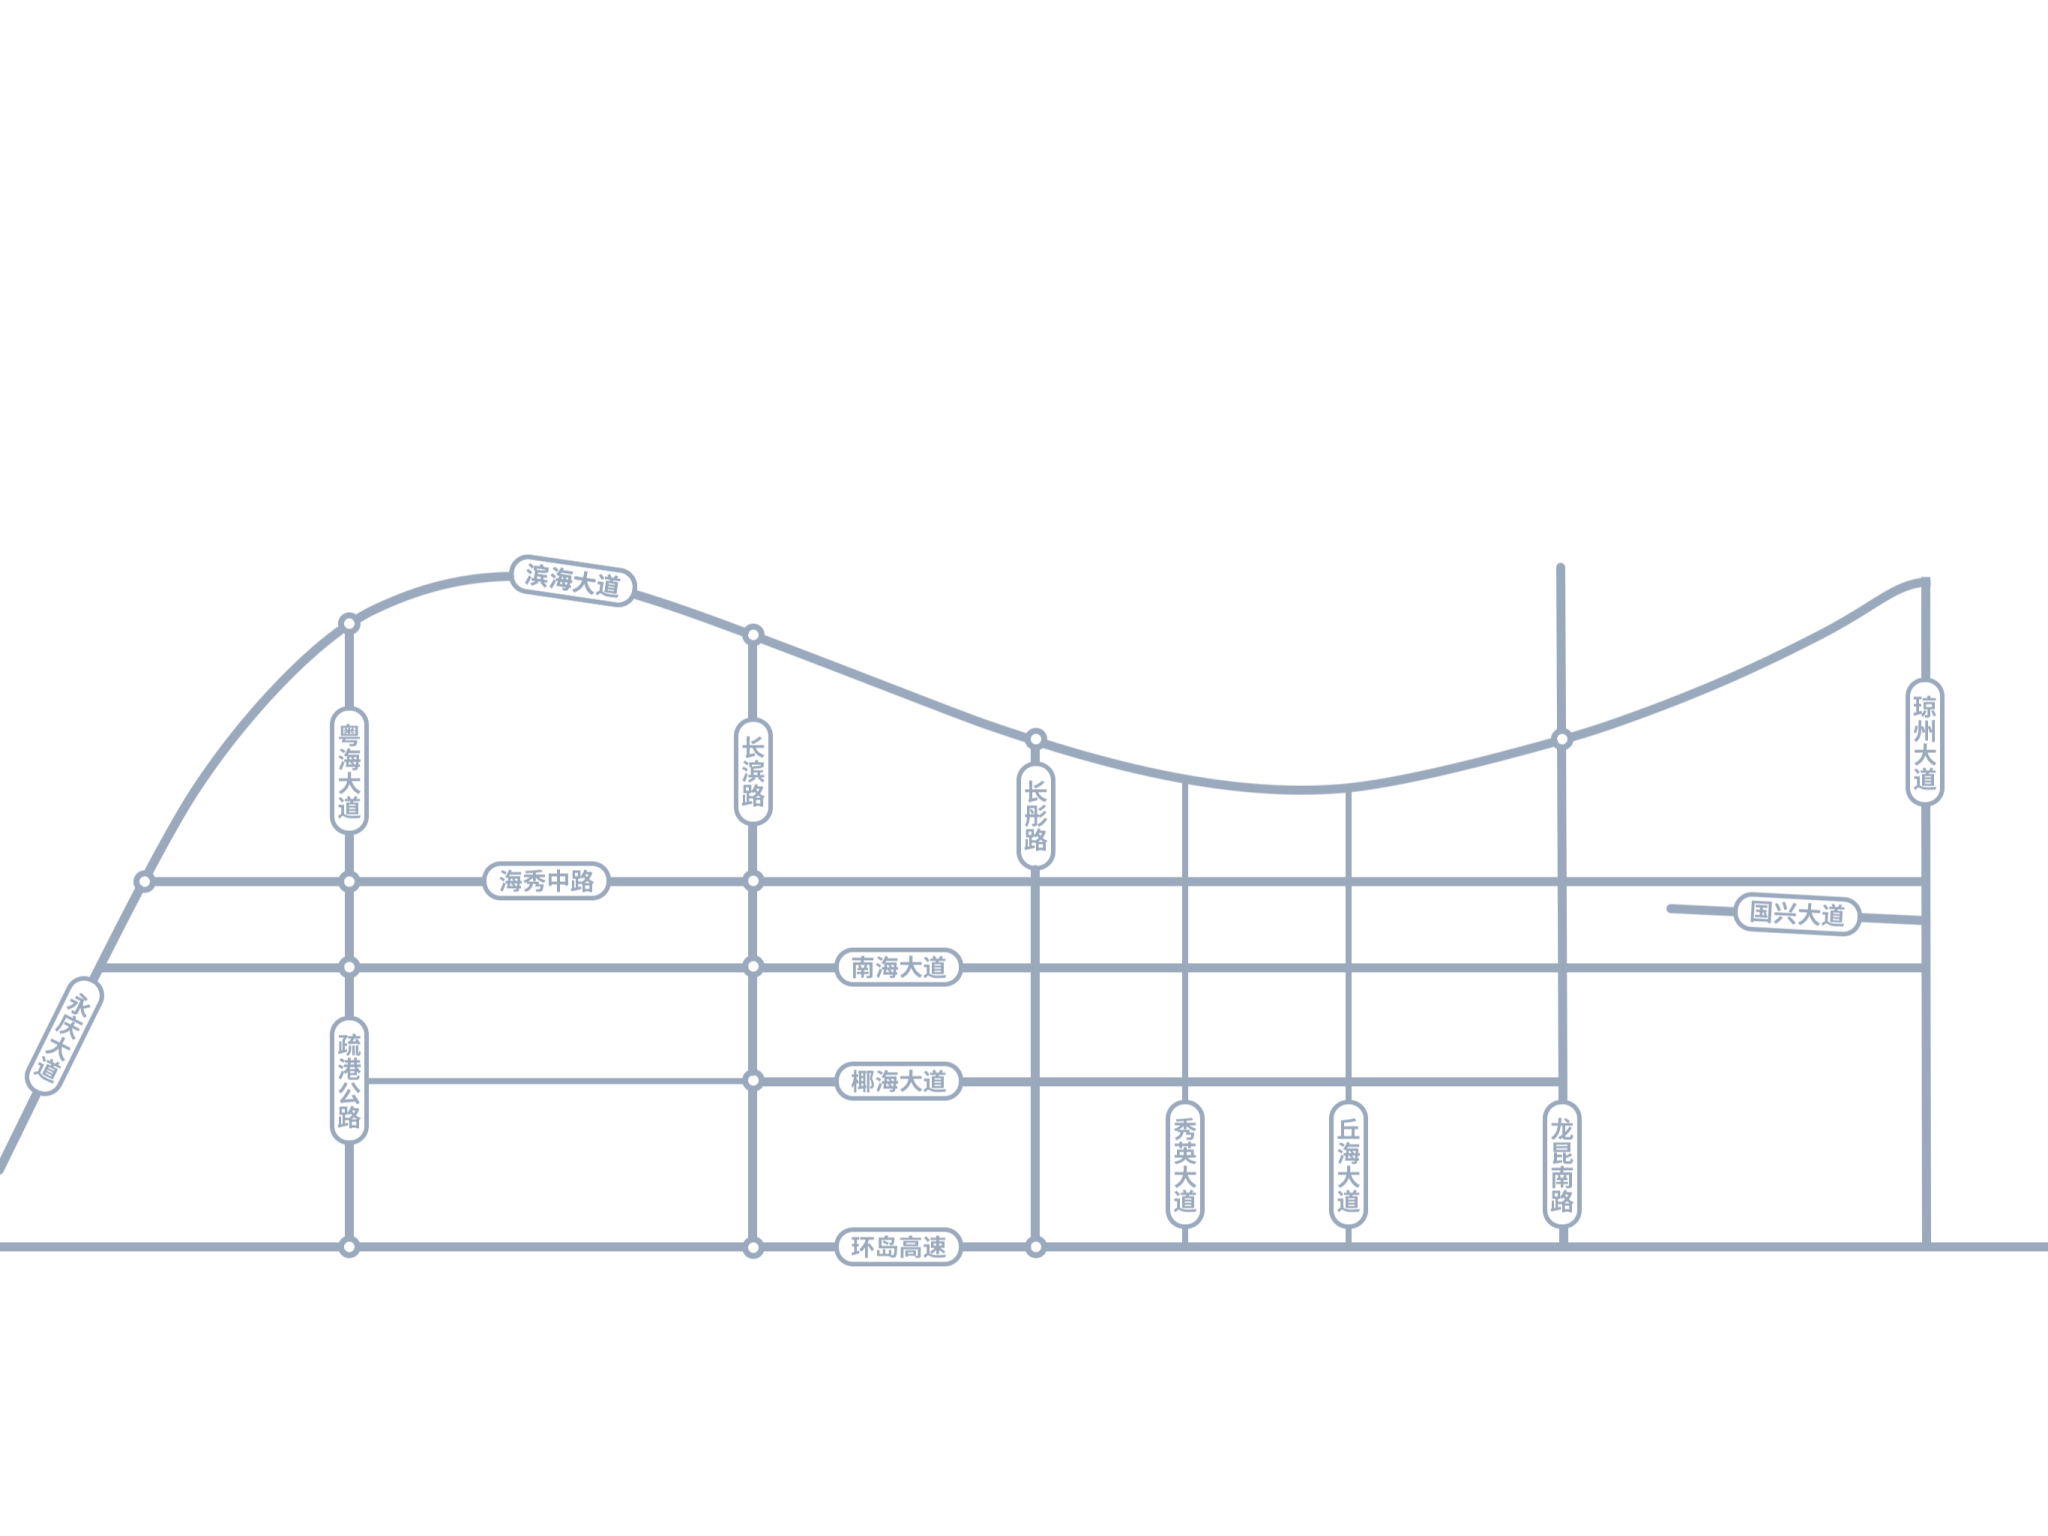 滨海大道
粤海大道
长滨路
长彤路
琼州大道
海秀中路
国兴大道
南海大道
永庆大道
疏港公路
椰海大道
秀英大道
丘海大道
龙昆南路
环岛高速